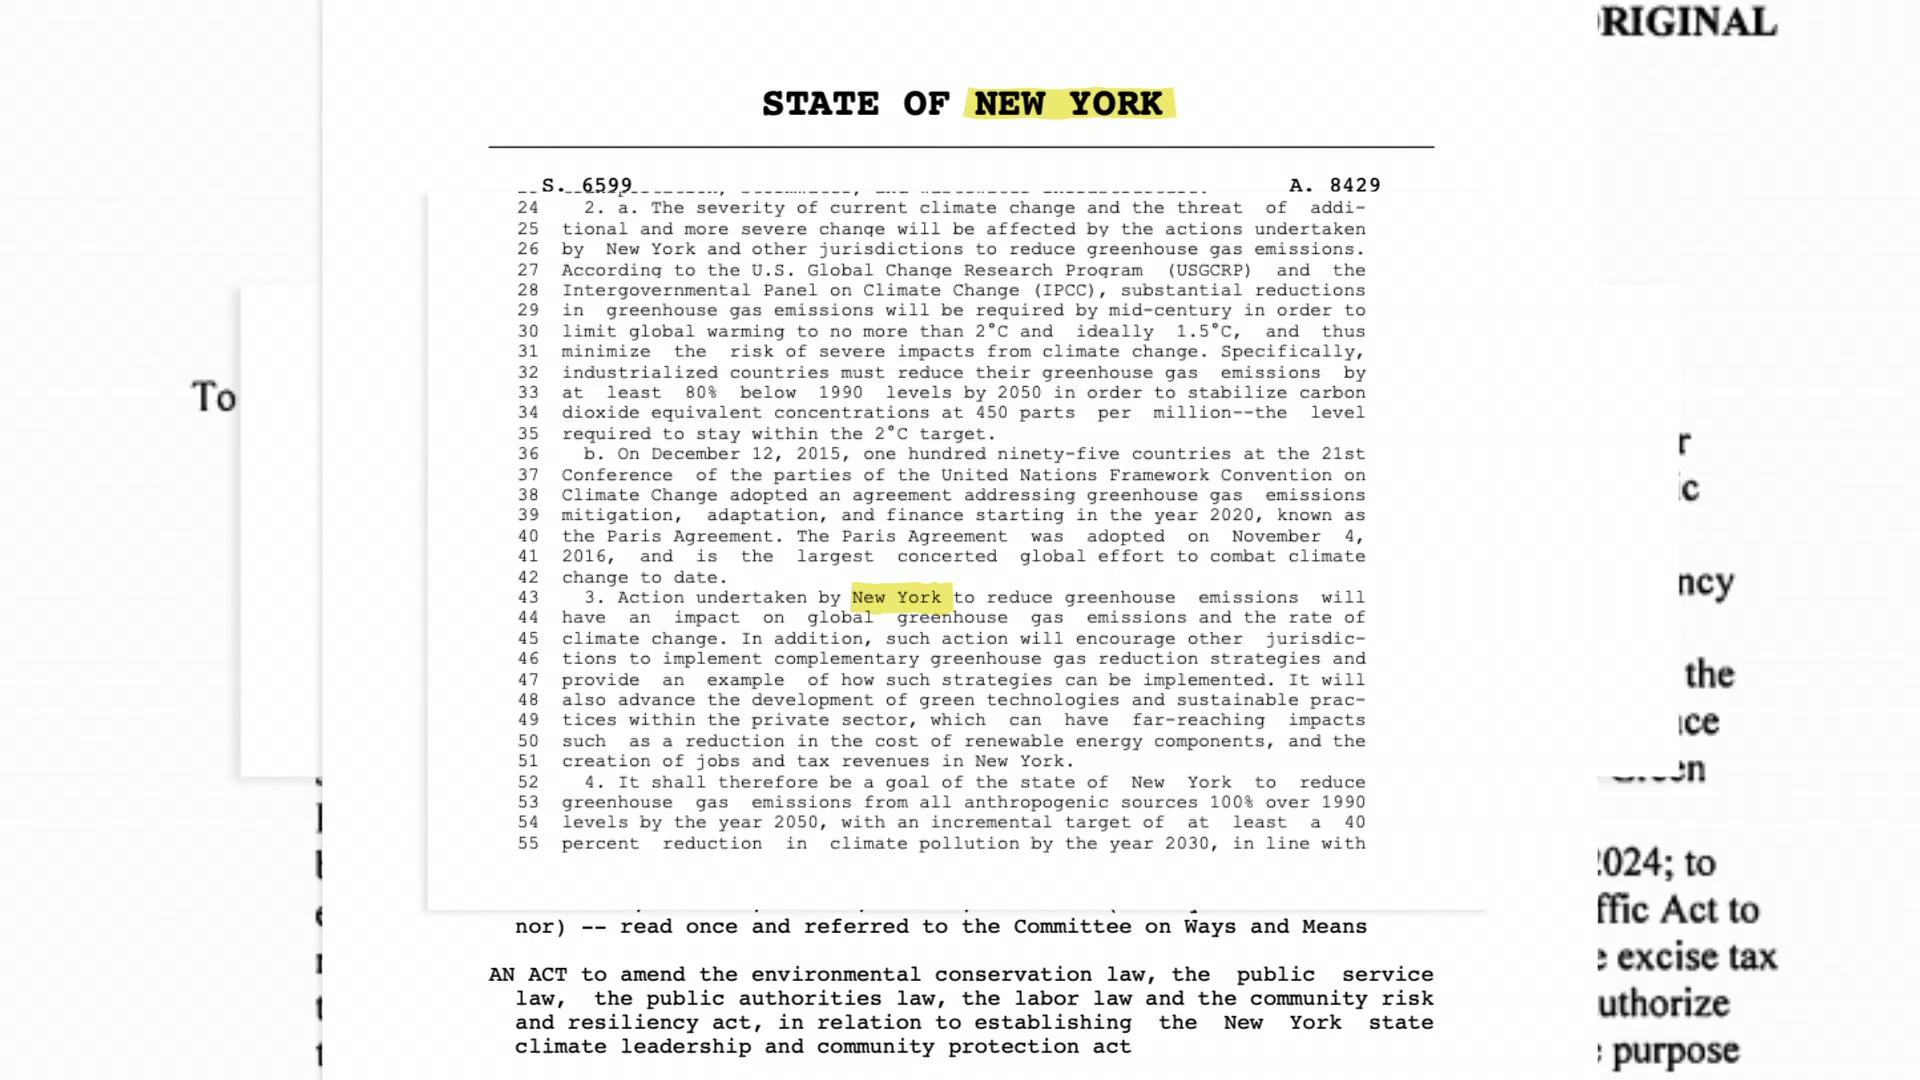 RIGINAL
STATE OF NEW YORK
S. 6599 A. 8429
24 2. a. The severity of current climate change and the threat of addi-
25 tional and more severe change will be affected by the actions undertaken
26 by New York and other jurisdictions to reduce greenhouse gas emissions.
27 According to the U.S. Global Change Research Program (USGCRP) and the
28 Intergovernmental Panel on Climate Change (IPCC), substantial reductions
29 in greenhouse gas emissions will be required by mid-century in order to
30 limit global warming to no more than 2°C and ideally 1.5°C, and thus
31 minimize the risk of severe impacts from climate change. Specifically,
32 industrialized countries must reduce their greenhouse gas emissions by
33 at least 80% below 1990 levels by 2050 in order to stabilize carbon
34 dioxide equivalent concentrations at 450 parts per million--the level
35 required to stay within the 2°C target.
36 b. On December 12, 2015, one hundred ninety-five countries at the 21st
37 Conference of the parties of the United Nations Framework Convention on
38 Climate Change adopted an agreement addressing greenhouse gas emissions
39 mitigation, adaptation, and finance starting in the year 2020, known as
40 the Paris Agreement. The Paris Agreement was adopted on November 4,
41 2016, and is the largest concerted global effort to combat climate
42 change to date.
43 3. Action undertaken by New York to reduce greenhouse emissions will
44 have an impact on global greenhouse gas emissions and the rate of
45 climate change. In addition, such action will encourage other jurisdic-
46 tions to implement complementary greenhouse gas reduction strategies and
47 provide an example of how such strategies can be implemented. It will
48 also advance the development of green technologies and sustainable prac-
49 tices within the private sector, which can have far-reaching impacts
50 such as a reduction in the cost of renewable energy components, and the
51 creation of jobs and tax revenues in New York.
52 4. It shall therefore be a goal of the state of New York to reduce
53 greenhouse gas emissions from all anthropogenic sources 100% over 1990
54 levels by the year 2050, with an incremental target of at least a 40
55 percent reduction in climate pollution by the year 2030, in line with
nor) -- read once and referred to the Committee on Ways and Means
AN ACT to amend the environmental conservation law, the public service
law, the public authorities law, the labor law and the community risk
and resiliency act, in relation to establishing the New York state
climate leadership and community protection act
To
r
ic
ncy
the
ice
2024; to
ffic Act to
excise tax
uthorize
purpose